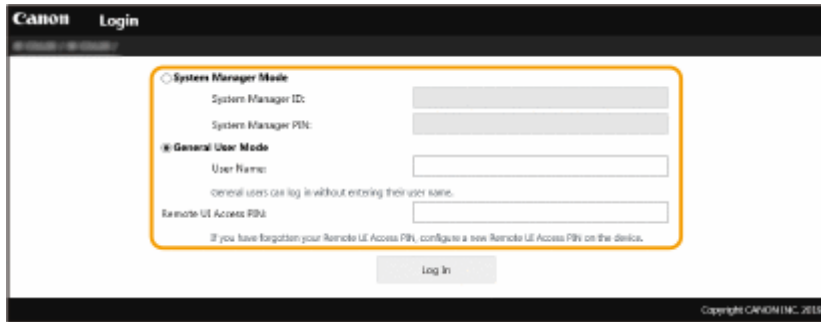 Canon Login
System Manager Mode
System Manager ID:
System Manager PIN:
General User Mode
User Name:
General users can log in without entering their user name.
Remote UI Access PIN:
If you have forgotten your Remote UI Access PIN, configure a new Remote UI Access PIN on the device.
Log In
Copyright CANON INC. 2019